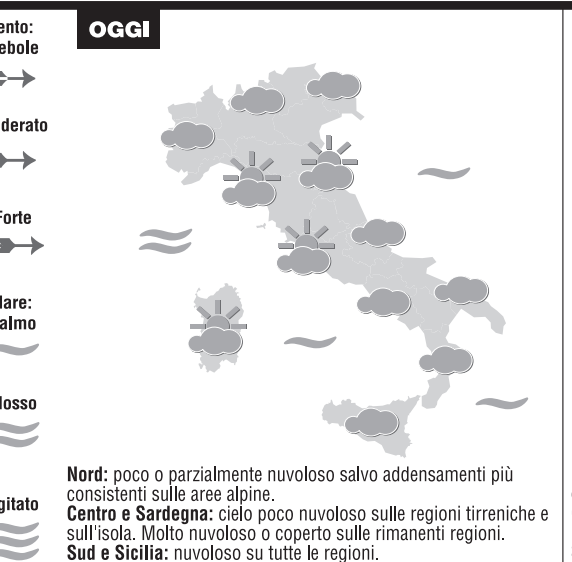 OGGI
ento:
ebole
derato
Forte
lare:
almo
losso
gitato
Nord: poco o parzialmente nuvoloso salvo addensamenti più
consistenti sulle aree alpine.
Centro e Sardegna: cielo poco nuvoloso sulle regioni tirreniche e
sull'isola. Molto nuvoloso o coperto sulle rimanenti regioni.
Sud e Sicilia: nuvoloso su tutte le regioni.